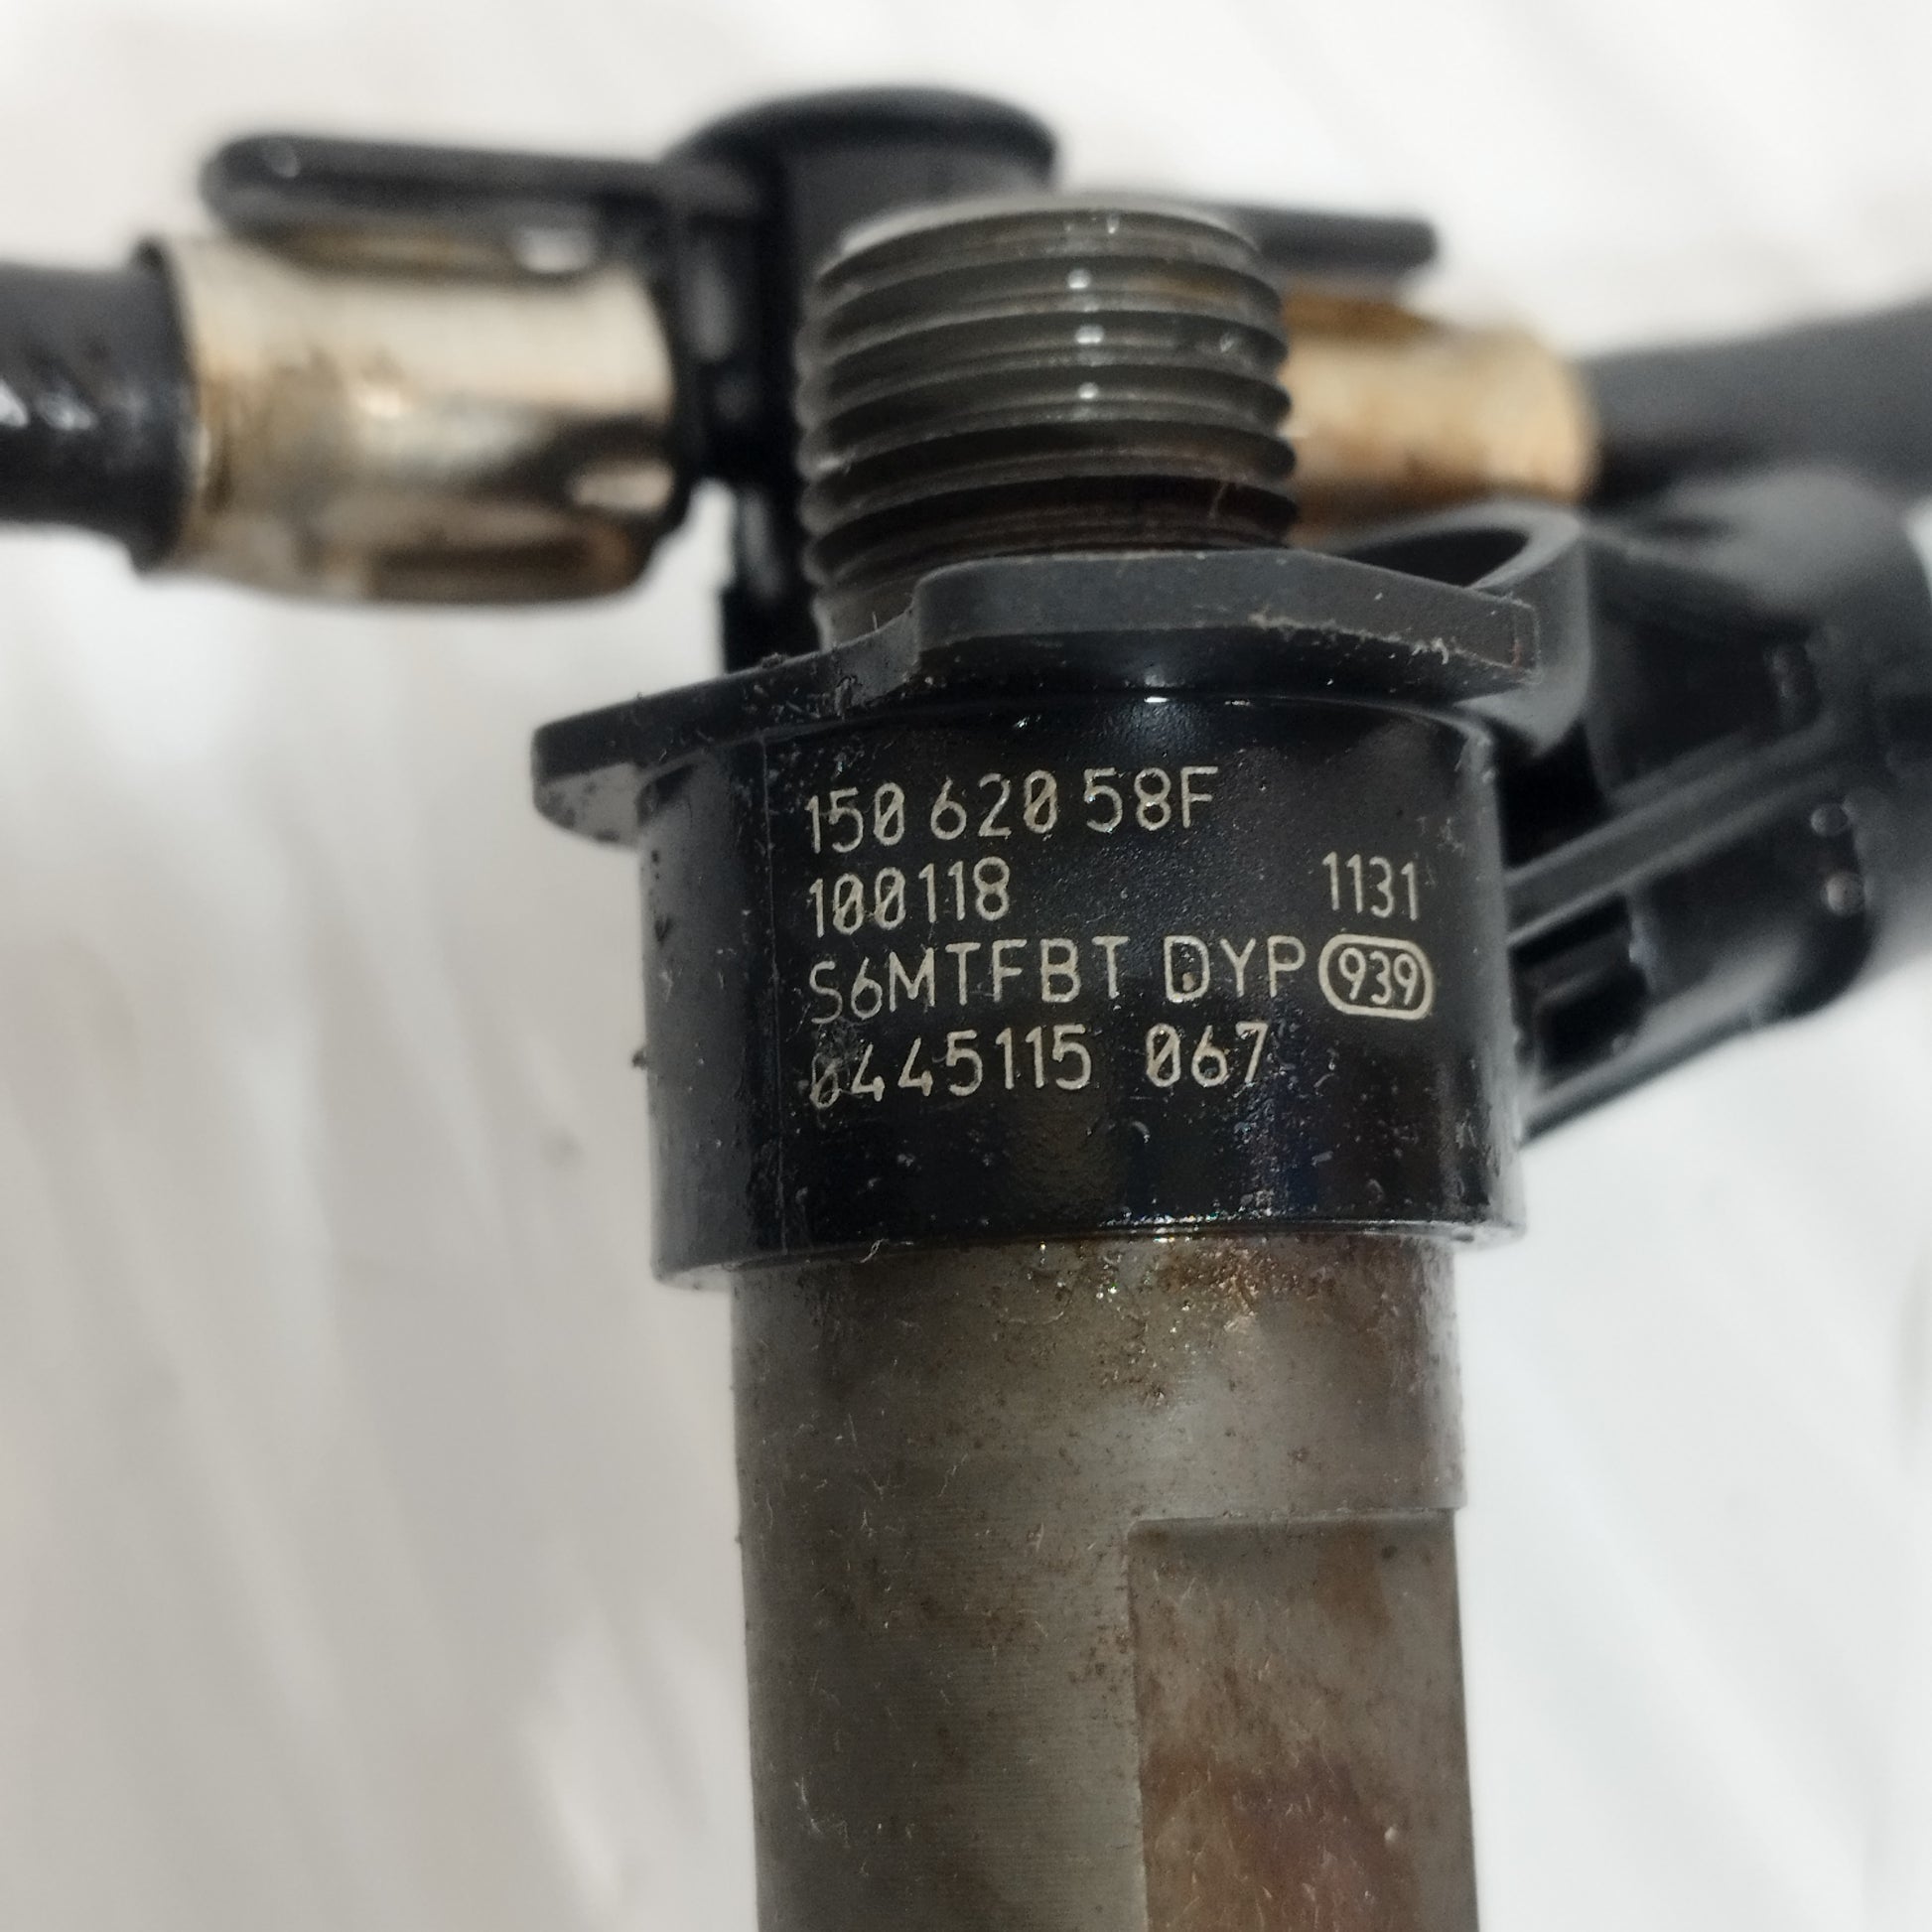 150 620 58F
100118 1131
S6MTFBT DYP 939
0445115 067